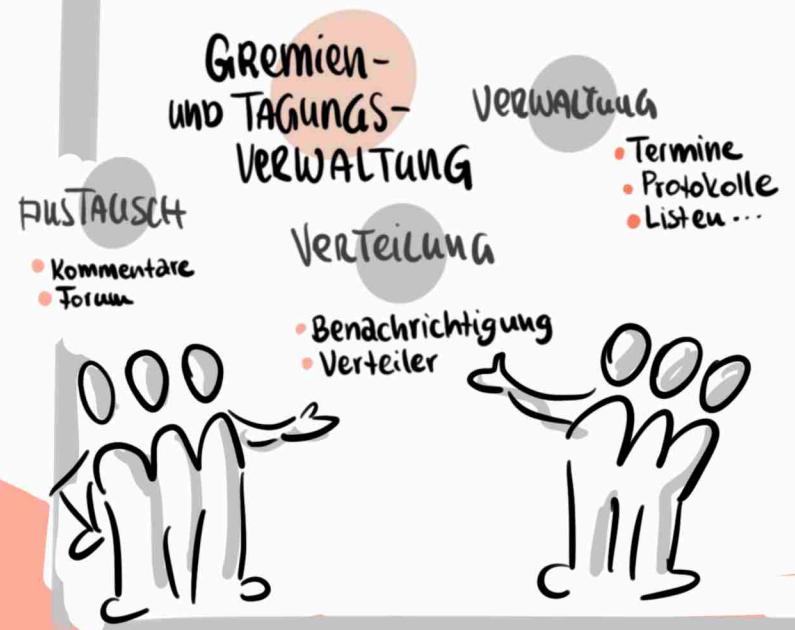 GREMIEN-
UND TAGUNGS-
VERWALTUNG
VERWALTUNG
• Termine
• Protokolle
• Listen...
AUSTAUSCH
• Kommentare
• Forum
VERTEILUNG
• Benachrichtigung
• Verteiler